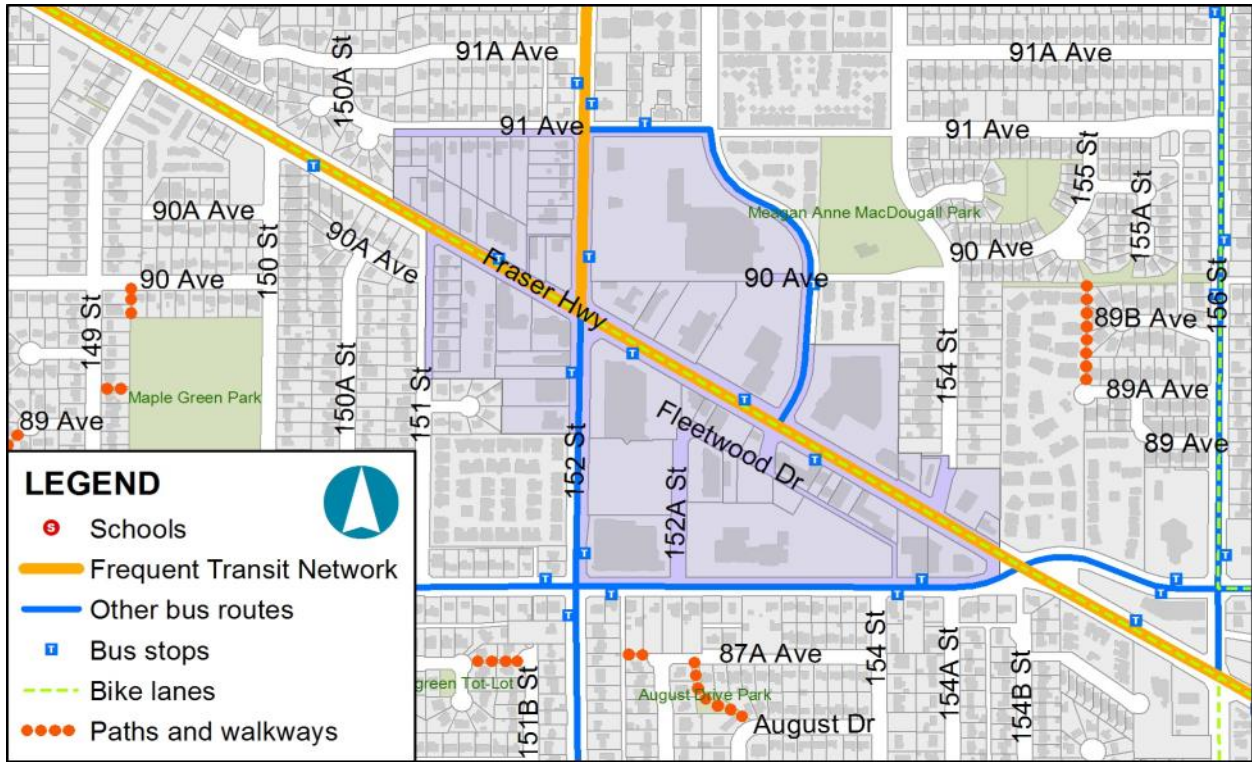 91A Ave
91A Ave
150A St
91 Ave
91 Ave
155 St
155A St
90A Ave
90A Ave
150 St
Meagan Anne MacDougall Park
90 Ave
90 Ave
90 Ave
Fraser Hwy
156 St
149 St
89B Ave
Maple Green Park
150A St
151 St
154 St
89A Ave
89 Ave
89 Ave
Fleetwood Dr
152 St
152A St
LEGEND
S Schools
Frequent Transit Network
Other bus routes
T Bus stops
Bike lanes
Paths and walkways
87A Ave
154 St
154A St
154B St
151B St
green Tot-Lot
August Drive Park
August Dr